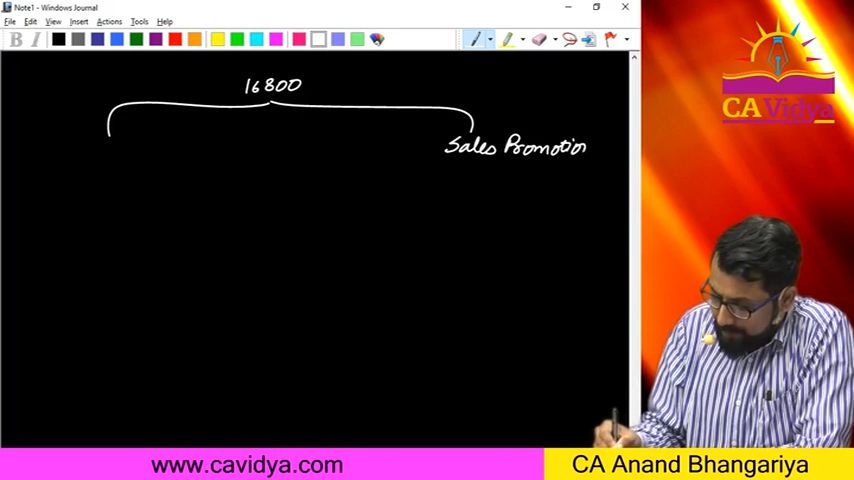 Note1 - Windows Journal
File Edit View Insert Actions Tools Help
B I
16800
Sales Promotion
CA Vidya
www.cavidya.com
CA Anand Bhangariya